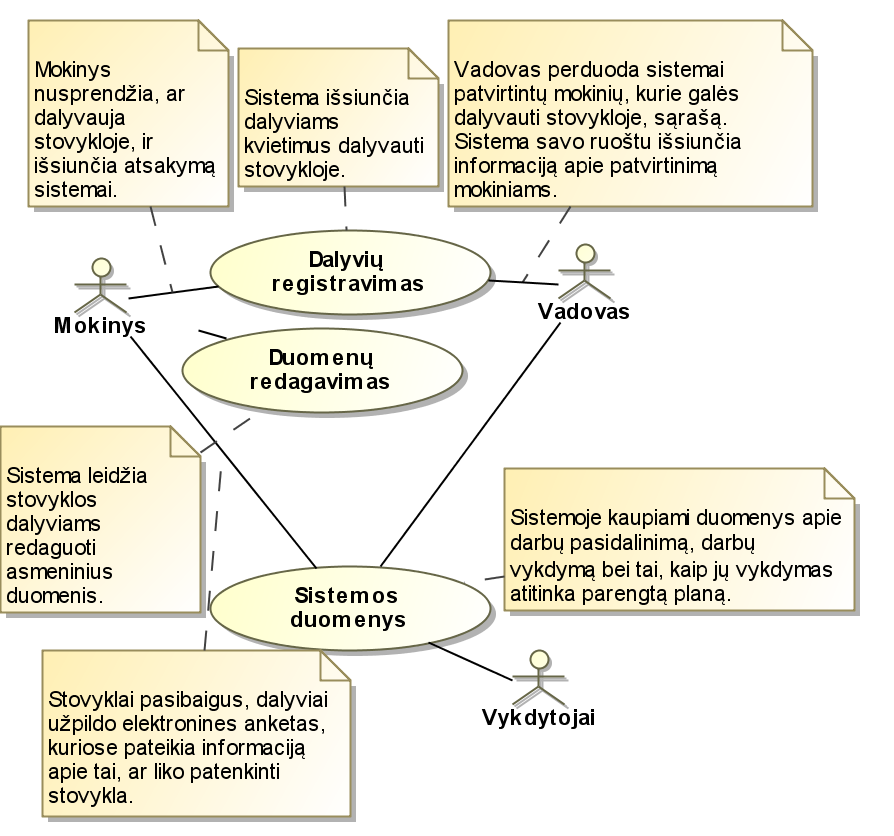 Mokinys
nusprendžia, ar
dalyvauja
stovykloje, ir
išsiunčia atsakymą
sistemai.
Sistema išsiunčia
dalyviams
kvietimus dalyvauti
stovykloje.
Vadovas perduoda sistemai
patvirtintų mokinių, kurie galės
dalyvauti stovykloje, sąrašą.
Sistema savo ruoštu išsiunčia
informaciją apie patvirtinimą
mokiniams.
Dalyvių
registravimas
Mokinys
Vadovas
Duomenų
redagavimas
Sistema leidžia
stovyklos
dalyviams
redaguoti
asmeninius
duomenis.
Sistemoje kaupiami duomenys apie
darbų pasidalinimą, darbų
vykdymą bei tai, kaip jų vykdymas
atitinka parengtą planą.
Sistemos
duomenys
Stovyklai pasibaigus, dalyviai
užpildo elektronines anketas,
kuriose pateikia informaciją
apie tai, ar liko patenkinti
stovykla.
Vykdytojai